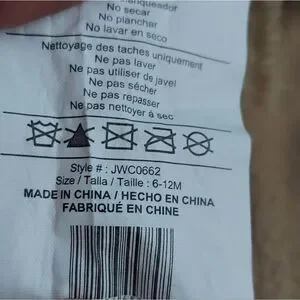 No secar
No planchar
No lavar en seco
Nettoyage des taches uniquement
Ne pas laver
Ne pas utiliser de javel
Ne pas sécher
Ne pas repasser
Ne pas nettoyer à sec
Style # : JWC0662
Size / Talla / Taille : 6-12M
MADE IN CHINA / HECHO EN CHINA
FABRIQUÉ EN CHINE